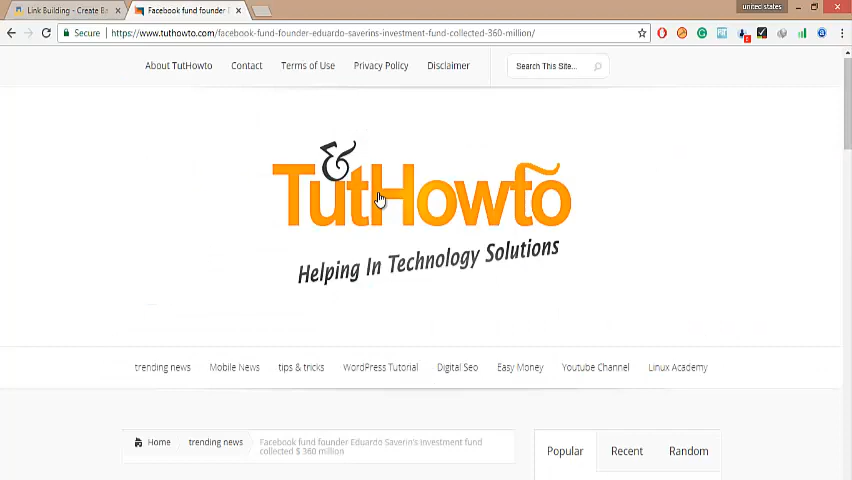 united states
Link Building - Create Ba
Facebook fund founder E
Secure
https://www.tuthowto.com/facebook-fund-founder-eduardo-saverins-investment-fund-collected-360-million/
About TutHowto
Contact
Terms of Use
Privacy Policy
Disclaimer
Search This Site...
&
TutHowto
Helping In Technology Solutions
trending news
Mobile News
tips & tricks
WordPress Tutorial
Digital Seo
Easy Money
Youtube Channel
Linux Academy
Home
trending news
Facebook fund founder Eduardo Saverin's investment fund
collected $ 360 million
Popular
Recent
Random